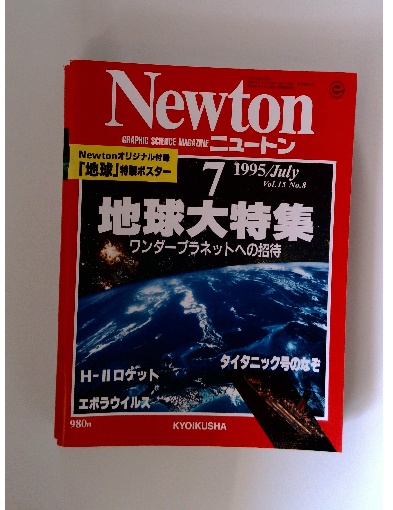 Newton
GRAPHIC SCIENCE MAGAZINE ニュートン
Newtonオリジナル付録
「地球」特製ポスター
7 1995/July
Vol.15 No.8
地球大特集
ワンダープラネットへの招待
タイタニック号のなぞ
H-IIロケット
エボラウイルス
980円
KYOIKUSHA